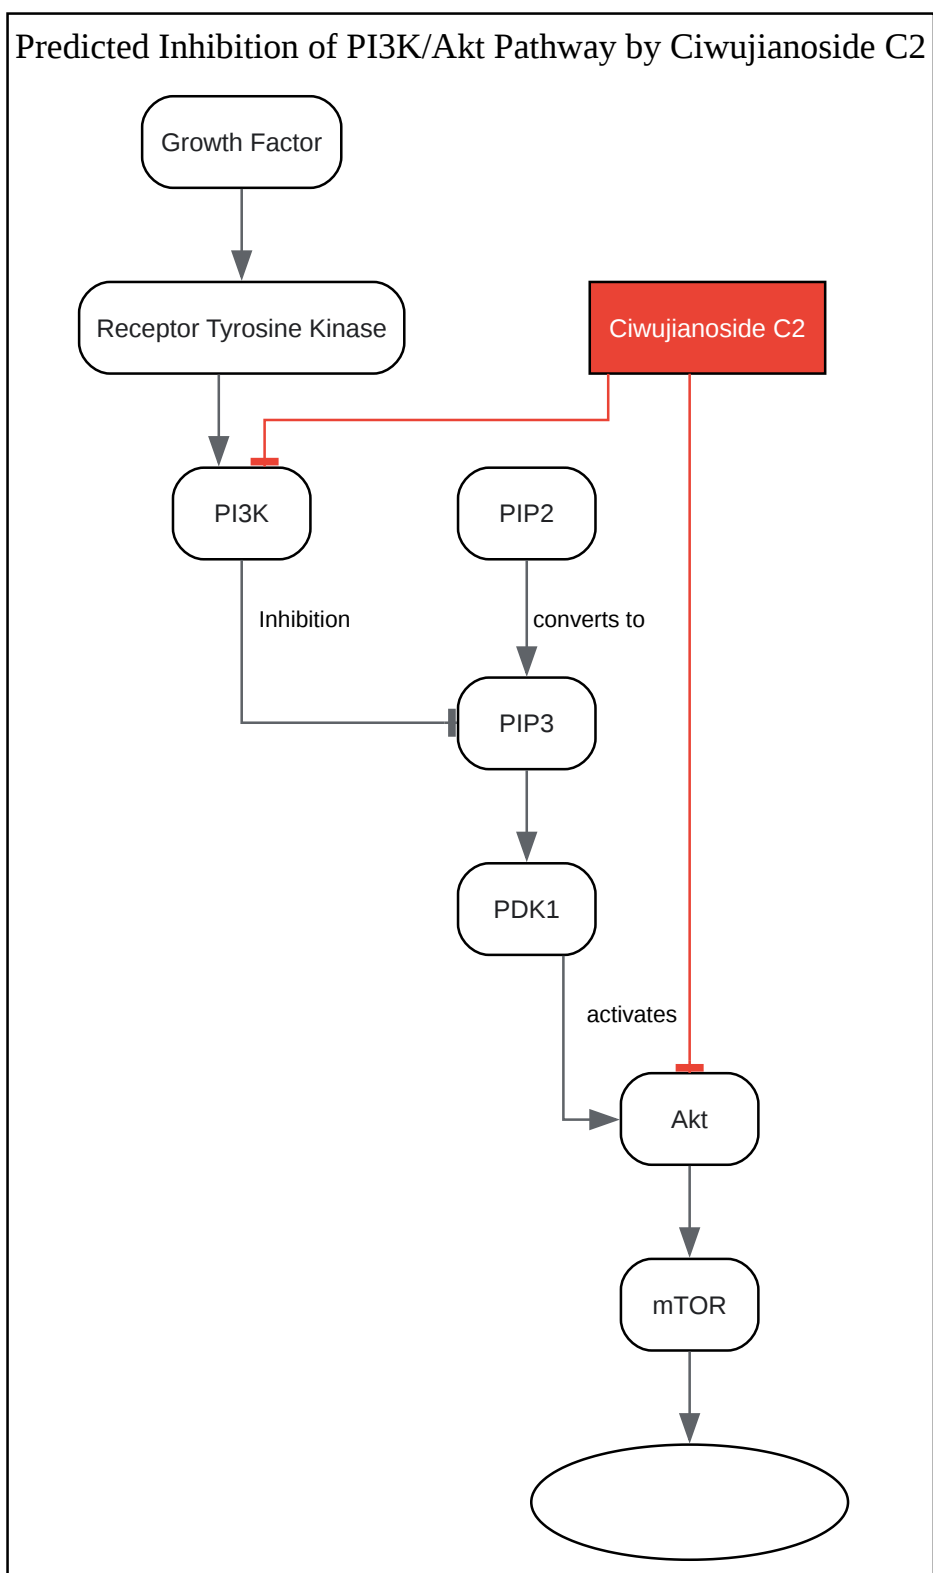 Predicted Inhibition of PI3K/Akt Pathway by Ciwujianoside C2
Growth Factor
Receptor Tyrosine Kinase
Ciwujianoside C2
PI3K
PIP2
Inhibition
converts to
PIP3
PDK1
activates
Akt
mTOR